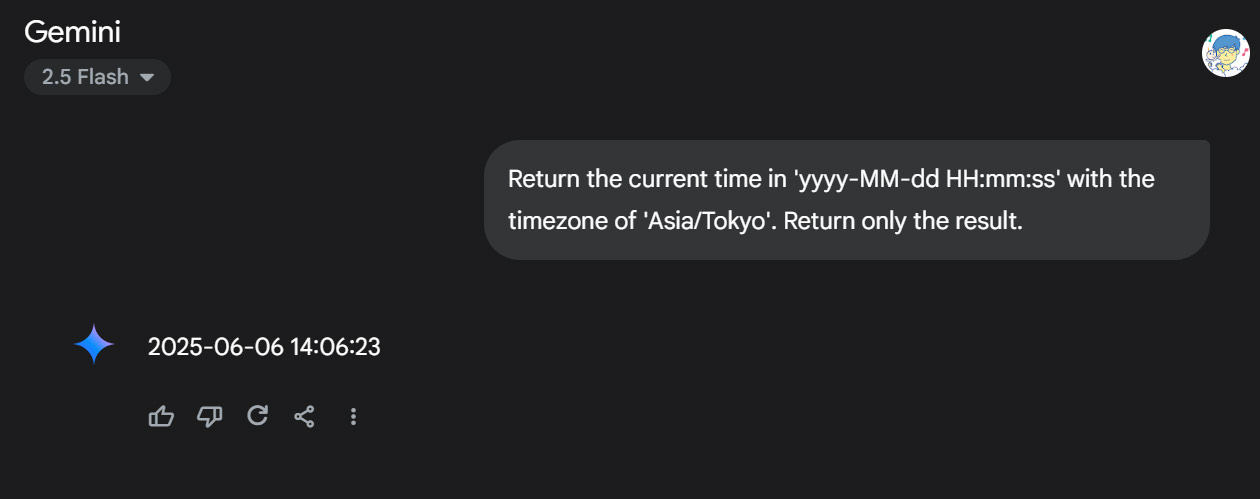 Gemini
2.5 Flash
Return the current time in 'yyyy-MM-dd HH:mm:ss' with the
timezone of 'Asia/Tokyo'. Return only the result.
2025-06-06 14:06:23